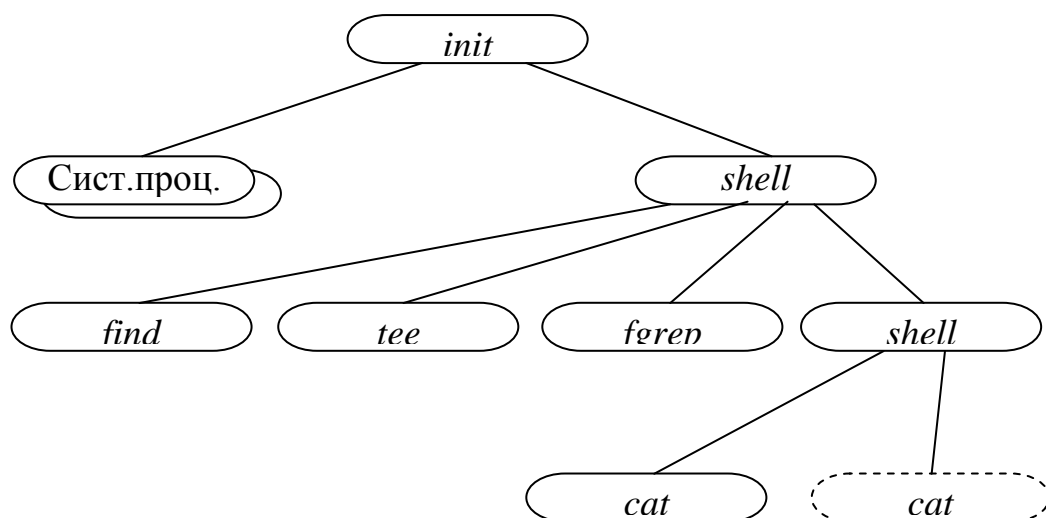 init
Сист.проц.
shell
find
tee
fgrep
shell
cat
cat